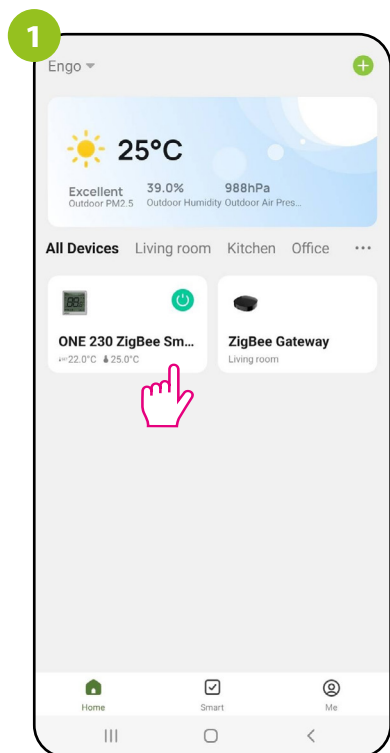 1
Engo
25°C
Excellent 39.0% 988hPa
Outdoor PM2.5 Outdoor Humidity Outdoor Air Pres...
All Devices Living room Kitchen Office ...
88
ONE 230 ZigBee Sm... ZigBee Gateway
22.0°C 25.0°C Living room
Home Smart Me